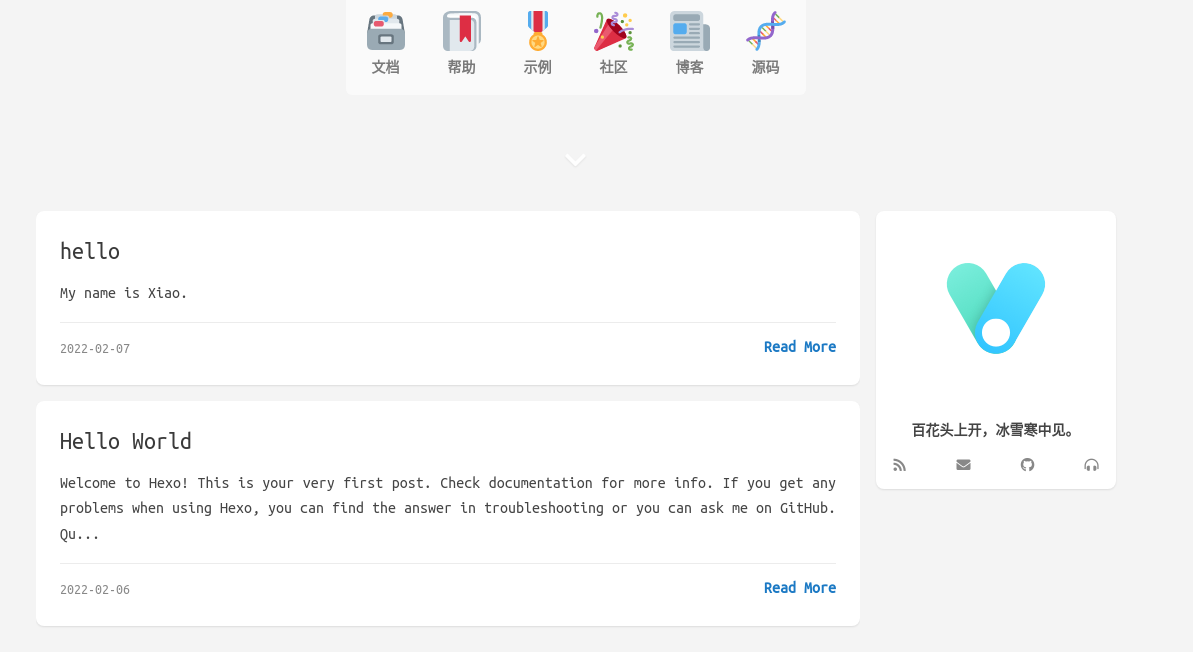 文档 帮助 示例 社区 博客 源码
hello
My name is Xiao.
2022-02-07 Read More
Hello World
Welcome to Hexo! This is your very first post. Check documentation for more info. If you get any
problems when using Hexo, you can find the answer in troubleshooting or you can ask me on GitHub.
Qu...
2022-02-06 Read More
百花头上开，冰雪寒中见。